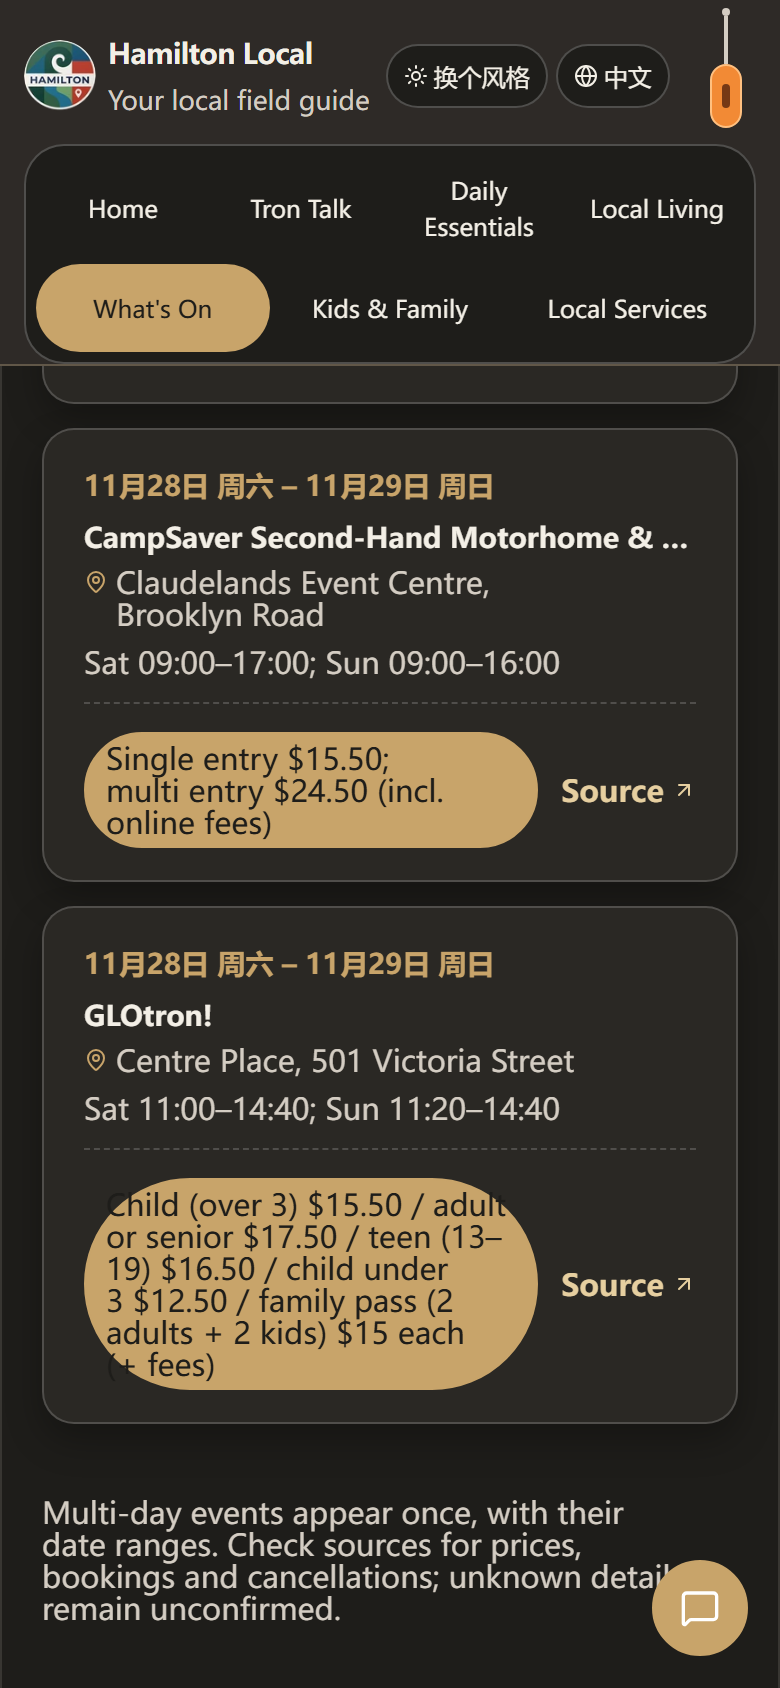 HAMILTON
Hamilton Local
Your local field guide
换个风格
中文
Home
Tron Talk
Daily
Essentials
Local Living
What's On
Kids & Family
Local Services
11月28日 周六 – 11月29日 周日
CampSaver Second-Hand Motorhome & ...
Claudelands Event Centre,
Brooklyn Road
Sat 09:00–17:00; Sun 09:00–16:00
Single entry $15.50;
multi entry $24.50 (incl.
online fees)
Source
11月28日 周六 – 11月29日 周日
GLOtron!
Centre Place, 501 Victoria Street
Sat 11:00–14:40; Sun 11:20–14:40
Child (over 3) $15.50 / adult
or senior $17.50 / teen (13–
19) $16.50 / child under
3 $12.50 / family pass (2
adults + 2 kids) $15 each
(+ fees)
Source
Multi-day events appear once, with their
date ranges. Check sources for prices,
bookings and cancellations; unknown
remain unconfirmed.